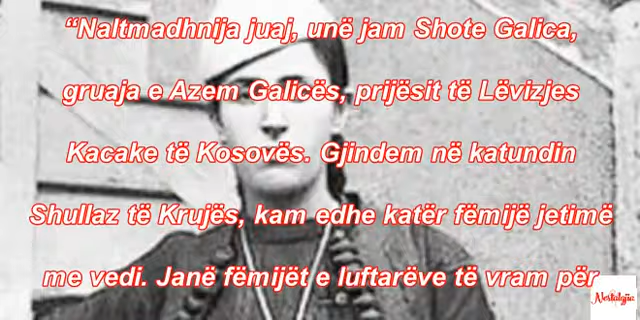 “Naltmadhnija juaj, unë jam Shote Galica,
gruaja e Azem Galicës, prijësit të Lëvizjes
Kacake të Kosovës. Gjindem në katundin
Shullaz të Krujës, kam edhe katër fëmijë jetimë
me vedi. Janë fëmijët e luftarëve të vram për
Nestalgjia